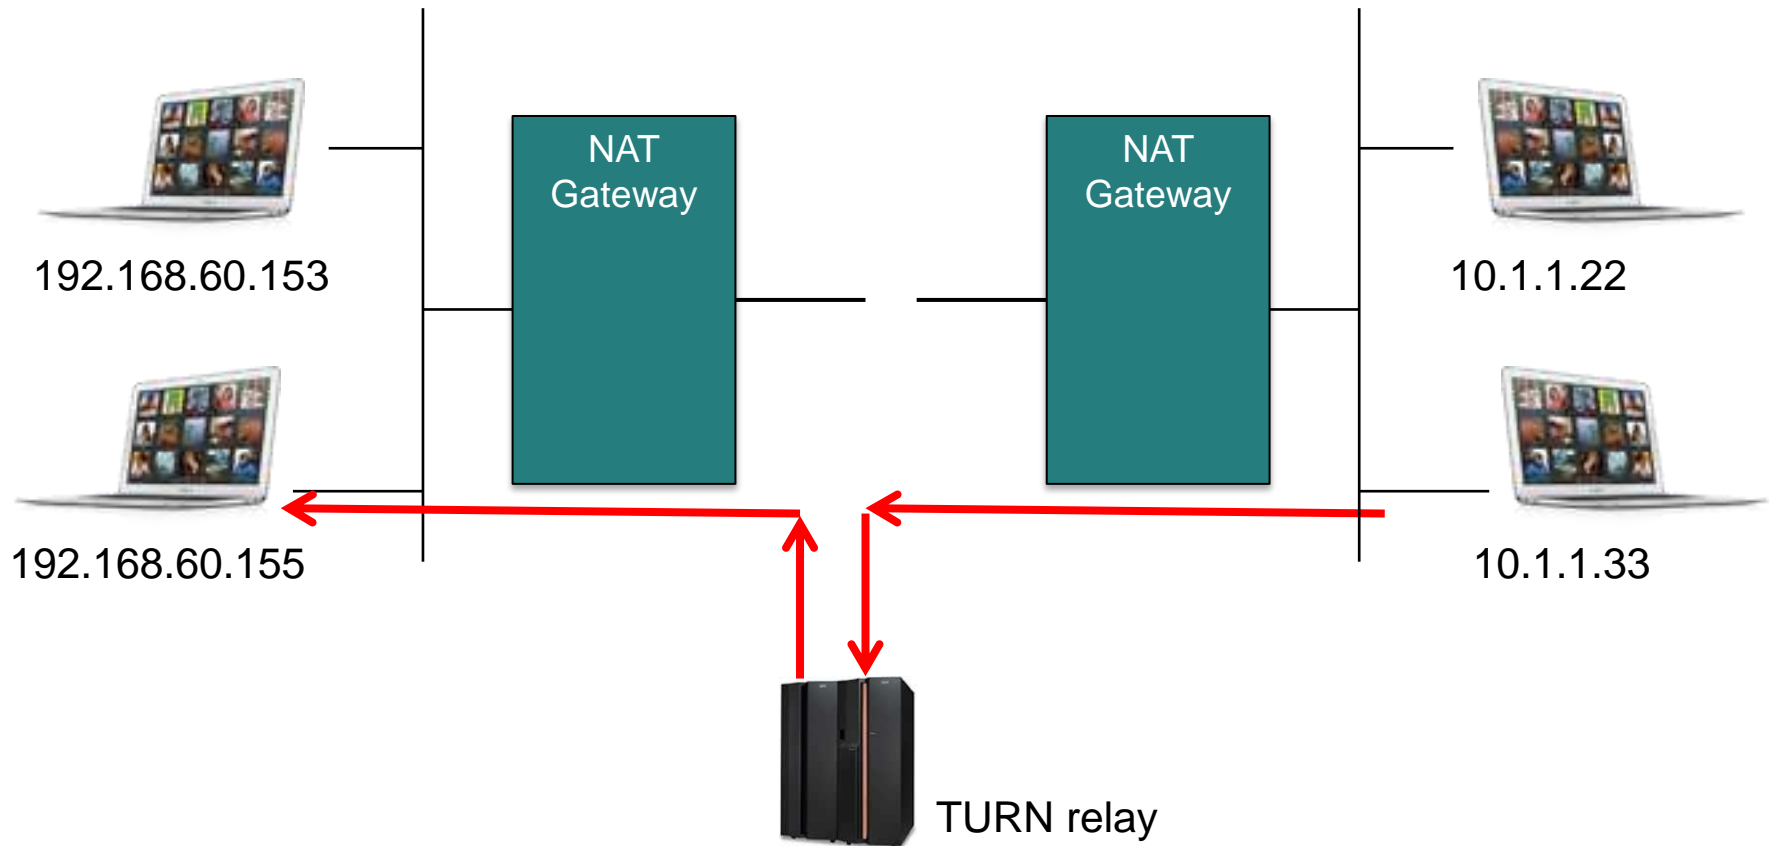 NAT
Gateway
NAT
Gateway
192.168.60.153
10.1.1.22
192.168.60.155
10.1.1.33
TURN relay